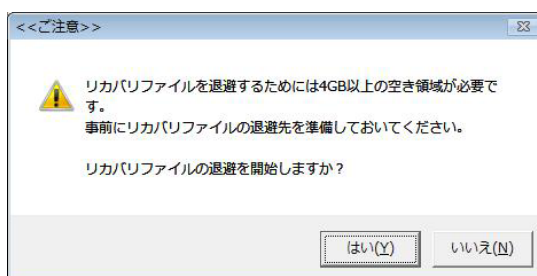 <<ご注意>>
リカバリファイルを退避するためには4GB以上の空き領域が必要で
す。
事前にリカバリファイルの退避先を準備しておいてください。
リカバリファイルの退避を開始しますか？
はい(Y)
いいえ(N)